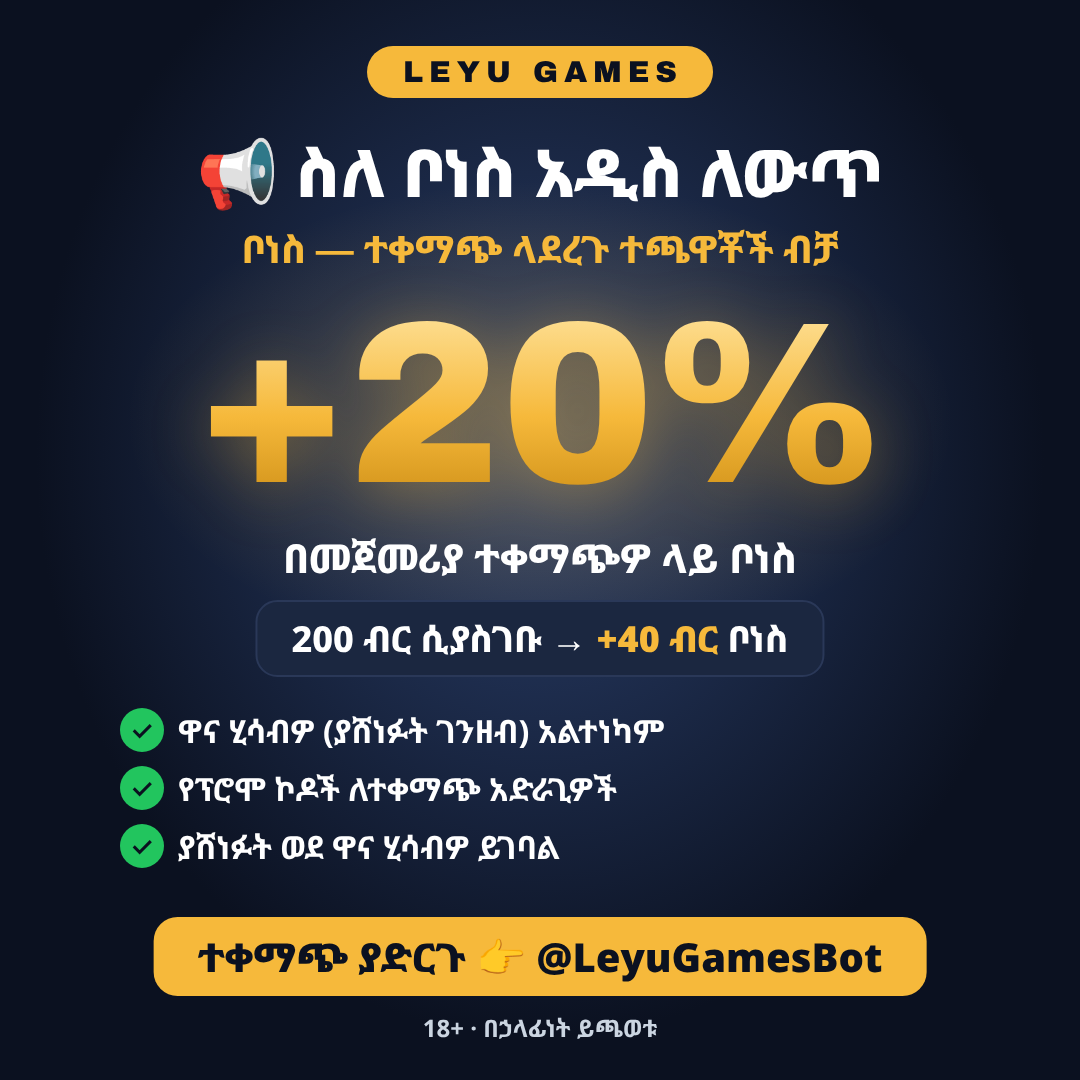 LEYU GAMES
📢 ስለ ቦነስ አዲስ ለውጥ
ቦነስ — ተቀማጭ ላደረጉ ተጫዋቾች ብቻ
+20%
በመጀመሪያ ተቀማጭዎ ላይ ቦነስ
200 ብር ሲያስገቡ → +40 ብር ቦነስ
ዋና ሂሳብዎ (ያሸነፉት ገንዘብ) አልተነካም
የፕሮሞ ኮዶች ለተቀማጭ አድራጊዎች
ያሸነፉት ወደ ዋና ሂሳብዎ ይገባል
ተቀማጭ ያድርጉ 👉 @LeyuGamesBot
18+ · በኃላፊነት ይጫወቱ